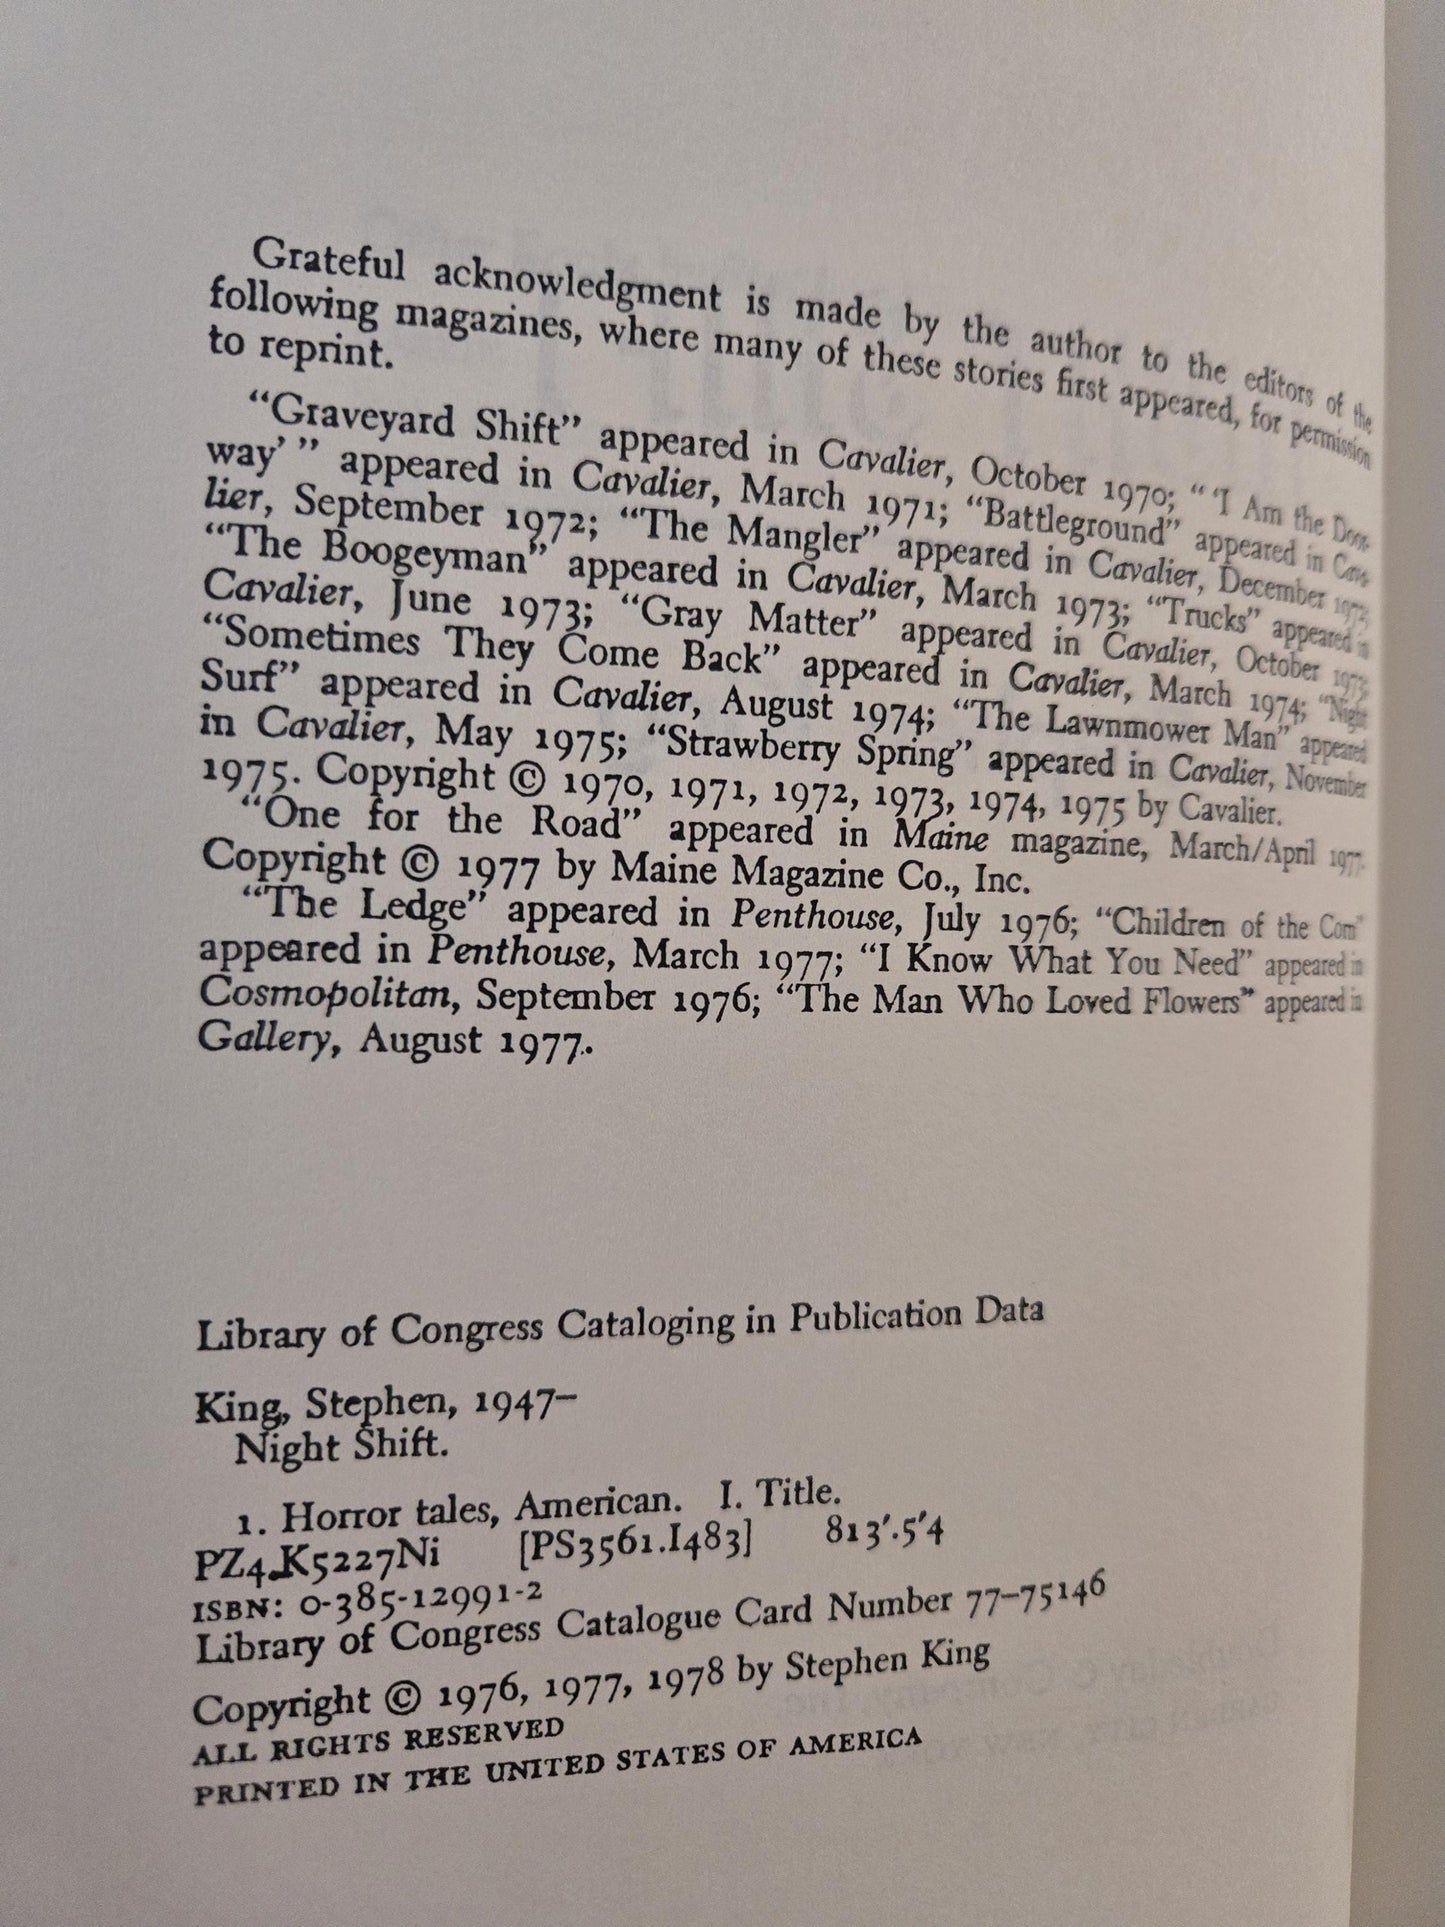 Grateful acknowledgment is made by the author to the editors of the
following magazines, where many of these stories first appeared, for permission
to reprint.
“Graveyard Shift” appeared in Cavalier, October 1970; “ ‘I Am the Door-
way’ ” appeared in Cavalier, March 1971; “Battleground” appeared in Cava-
lier, September 1972; “The Mangler” appeared in Cavalier, December 1972;
“The Boogeyman” appeared in Cavalier, March 1973; “Trucks” appeared in
Cavalier, June 1973; “Gray Matter” appeared in Cavalier, October 1973;
“Sometimes They Come Back” appeared in Cavalier, March 1974; “Night
Surf” appeared in Cavalier, August 1974; “The Lawnmower Man” appeared
in Cavalier, May 1975; “Strawberry Spring” appeared in Cavalier, November
1975. Copyright © 1970, 1971, 1972, 1973, 1974, 1975 by Cavalier.
“One for the Road” appeared in Maine magazine, March/April 1977.
Copyright © 1977 by Maine Magazine Co., Inc.
“The Ledge” appeared in Penthouse, July 1976; “Children of the Corn”
appeared in Penthouse, March 1977; “I Know What You Need” appeared in
Cosmopolitan, September 1976; “The Man Who Loved Flowers” appeared in
Gallery, August 1977.
Library of Congress Cataloging in Publication Data
King, Stephen, 1947–
Night Shift.
1. Horror tales, American. I. Title.
PZ4.K5227Ni [PS3561.I483] 813'.5'4
ISBN: 0-385-12991-2
Library of Congress Catalogue Card Number 77–75146
Copyright © 1976, 1977, 1978 by Stephen King
ALL RIGHTS RESERVED
PRINTED IN THE UNITED STATES OF AMERICA